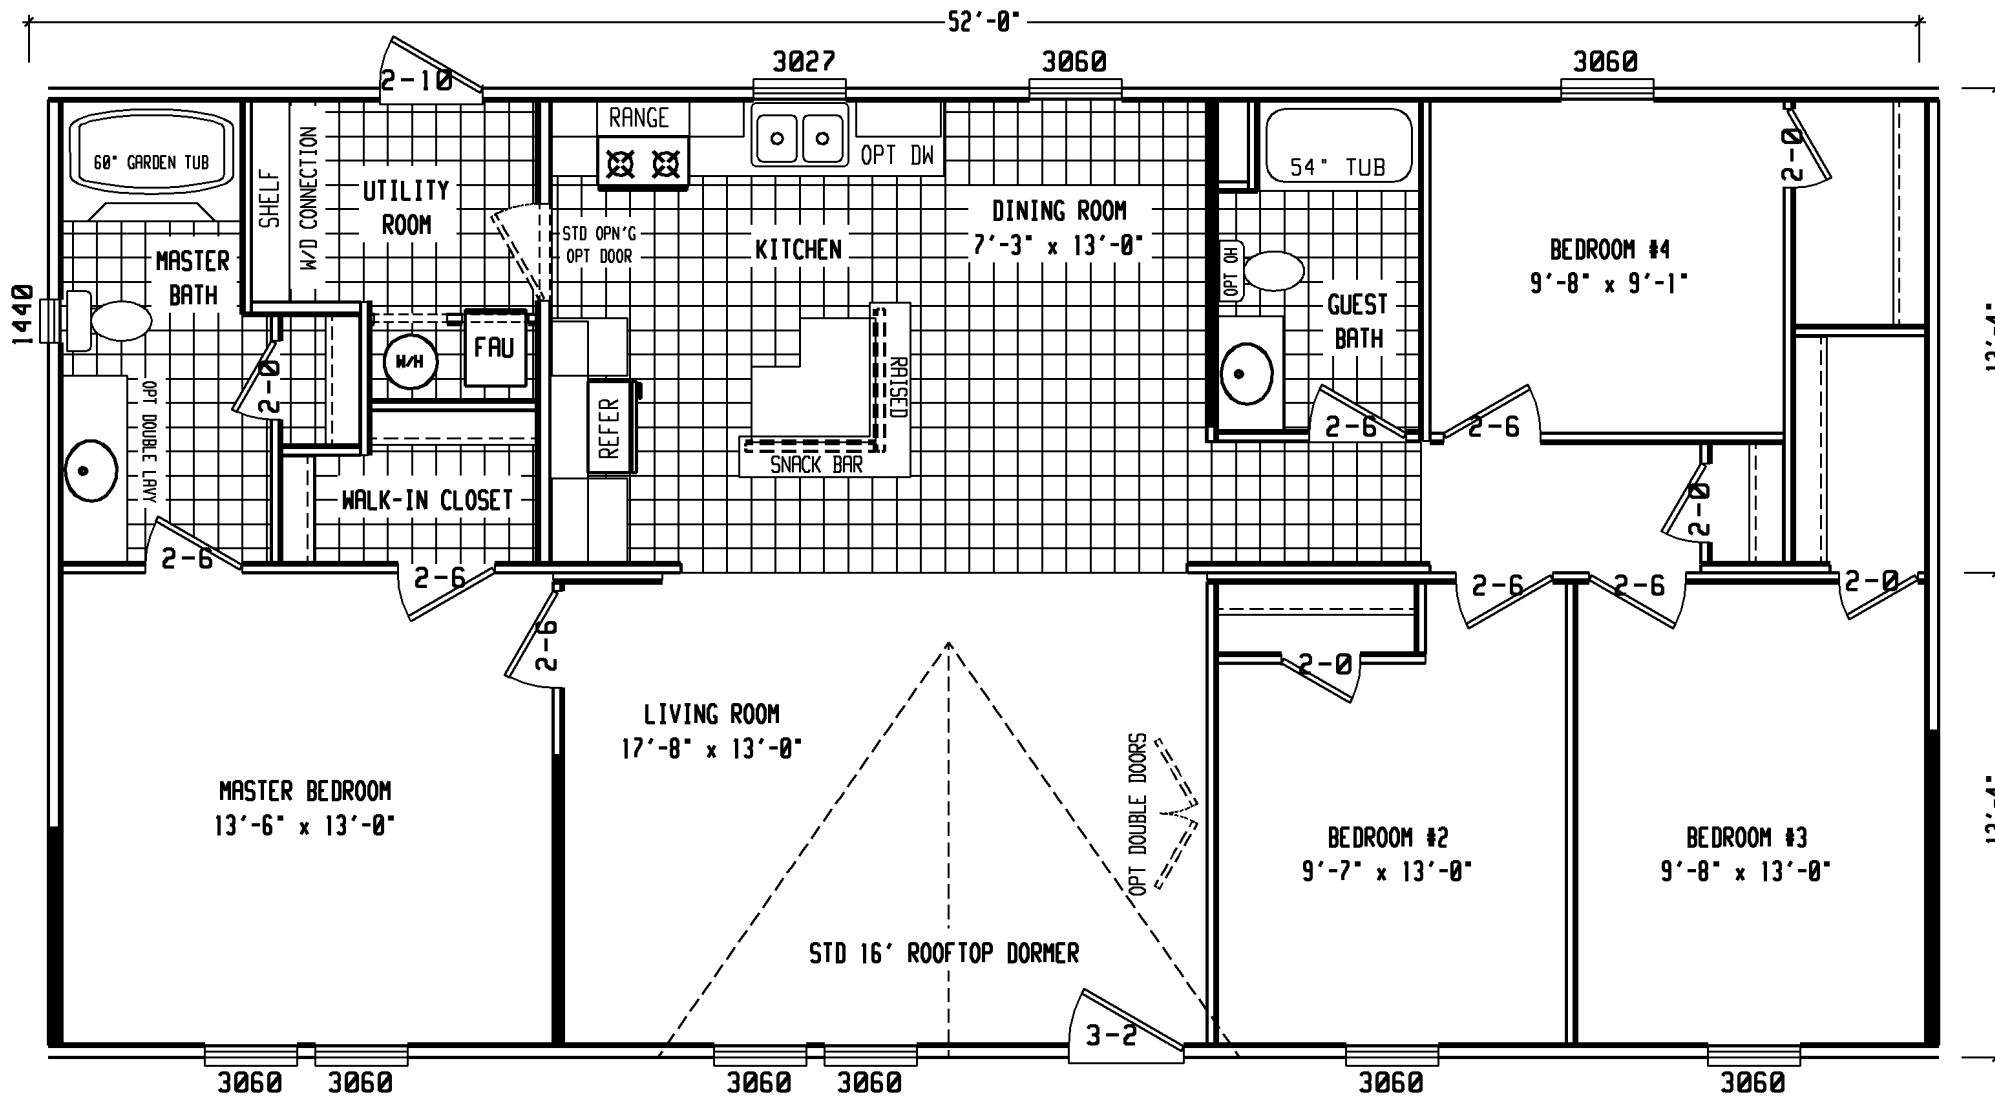 52'-0"
3027
3060
3060
2-10
RANGE
OPT DW
60" GARDEN TUB
SHELF
W/D CONNECTION
UTILITY
ROOM
STD OPN'G
OPT DOOR
KITCHEN
DINING ROOM
7'-3" x 13'-0"
54" TUB
OPT OH
GUEST
BATH
BEDROOM #4
9'-8" x 9'-1"
2-0
MASTER
BATH
1440
2-0
OPT DOUBLE LAVY
W/H
FAU
REFER
RAISED
SNACK BAR
2-6
2-6
2-0
WALK-IN CLOSET
2-6
2-6
2-6
2-6
2-6
2-0
2-0
LIVING ROOM
17'-8" x 13'-0"
OPT DOUBLE DOORS
MASTER BEDROOM
13'-6" x 13'-0"
BEDROOM #2
9'-7" x 13'-0"
BEDROOM #3
9'-8" x 13'-0"
STD 16' ROOFTOP DORMER
3-2
3060
3060
3060
3060
3060
3060